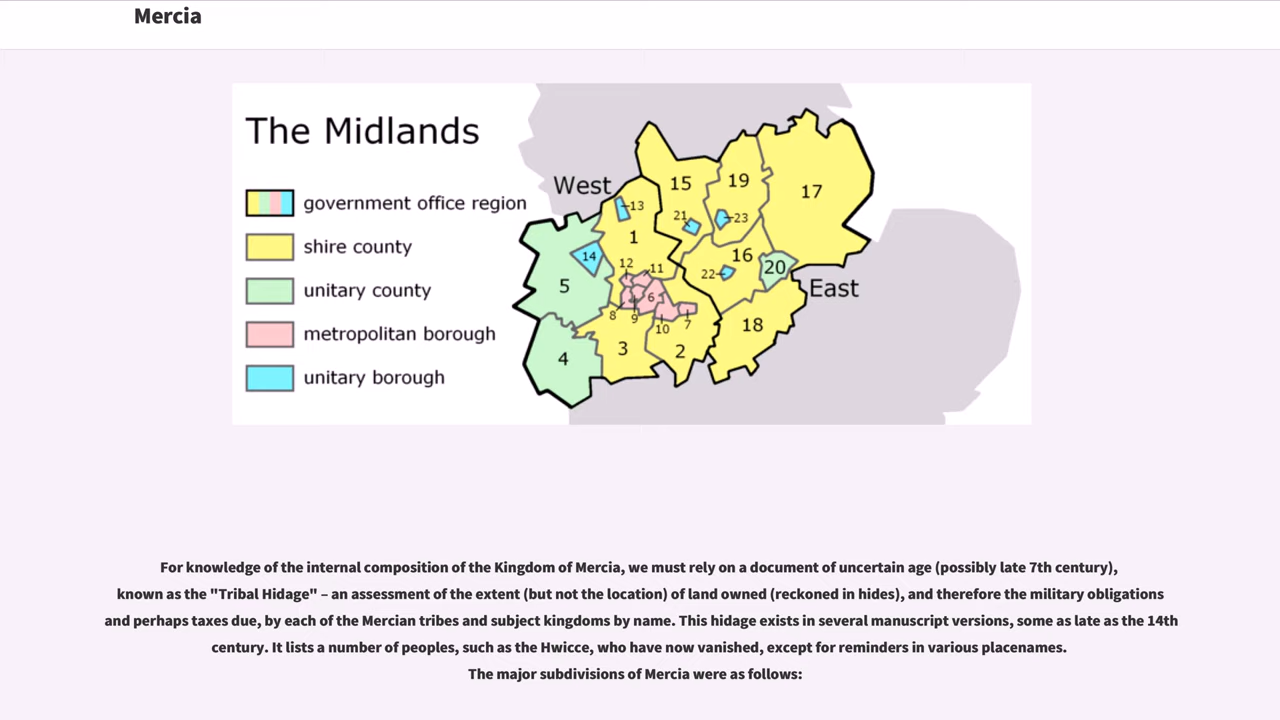 Mercia
The Midlands
government office region
shire county
unitary county
metropolitan borough
unitary borough
West
East
15
19
17
13
21
23
1
16
14
12
11
22
20
5
6
8
9
10
7
18
3
2
4
For knowledge of the internal composition of the Kingdom of Mercia, we must rely on a document of uncertain age (possibly late 7th century),
known as the "Tribal Hidage" – an assessment of the extent (but not the location) of land owned (reckoned in hides), and therefore the military obligations
and perhaps taxes due, by each of the Mercian tribes and subject kingdoms by name. This hidage exists in several manuscript versions, some as late as the 14th
century. It lists a number of peoples, such as the Hwicce, who have now vanished, except for reminders in various placenames.
The major subdivisions of Mercia were as follows: